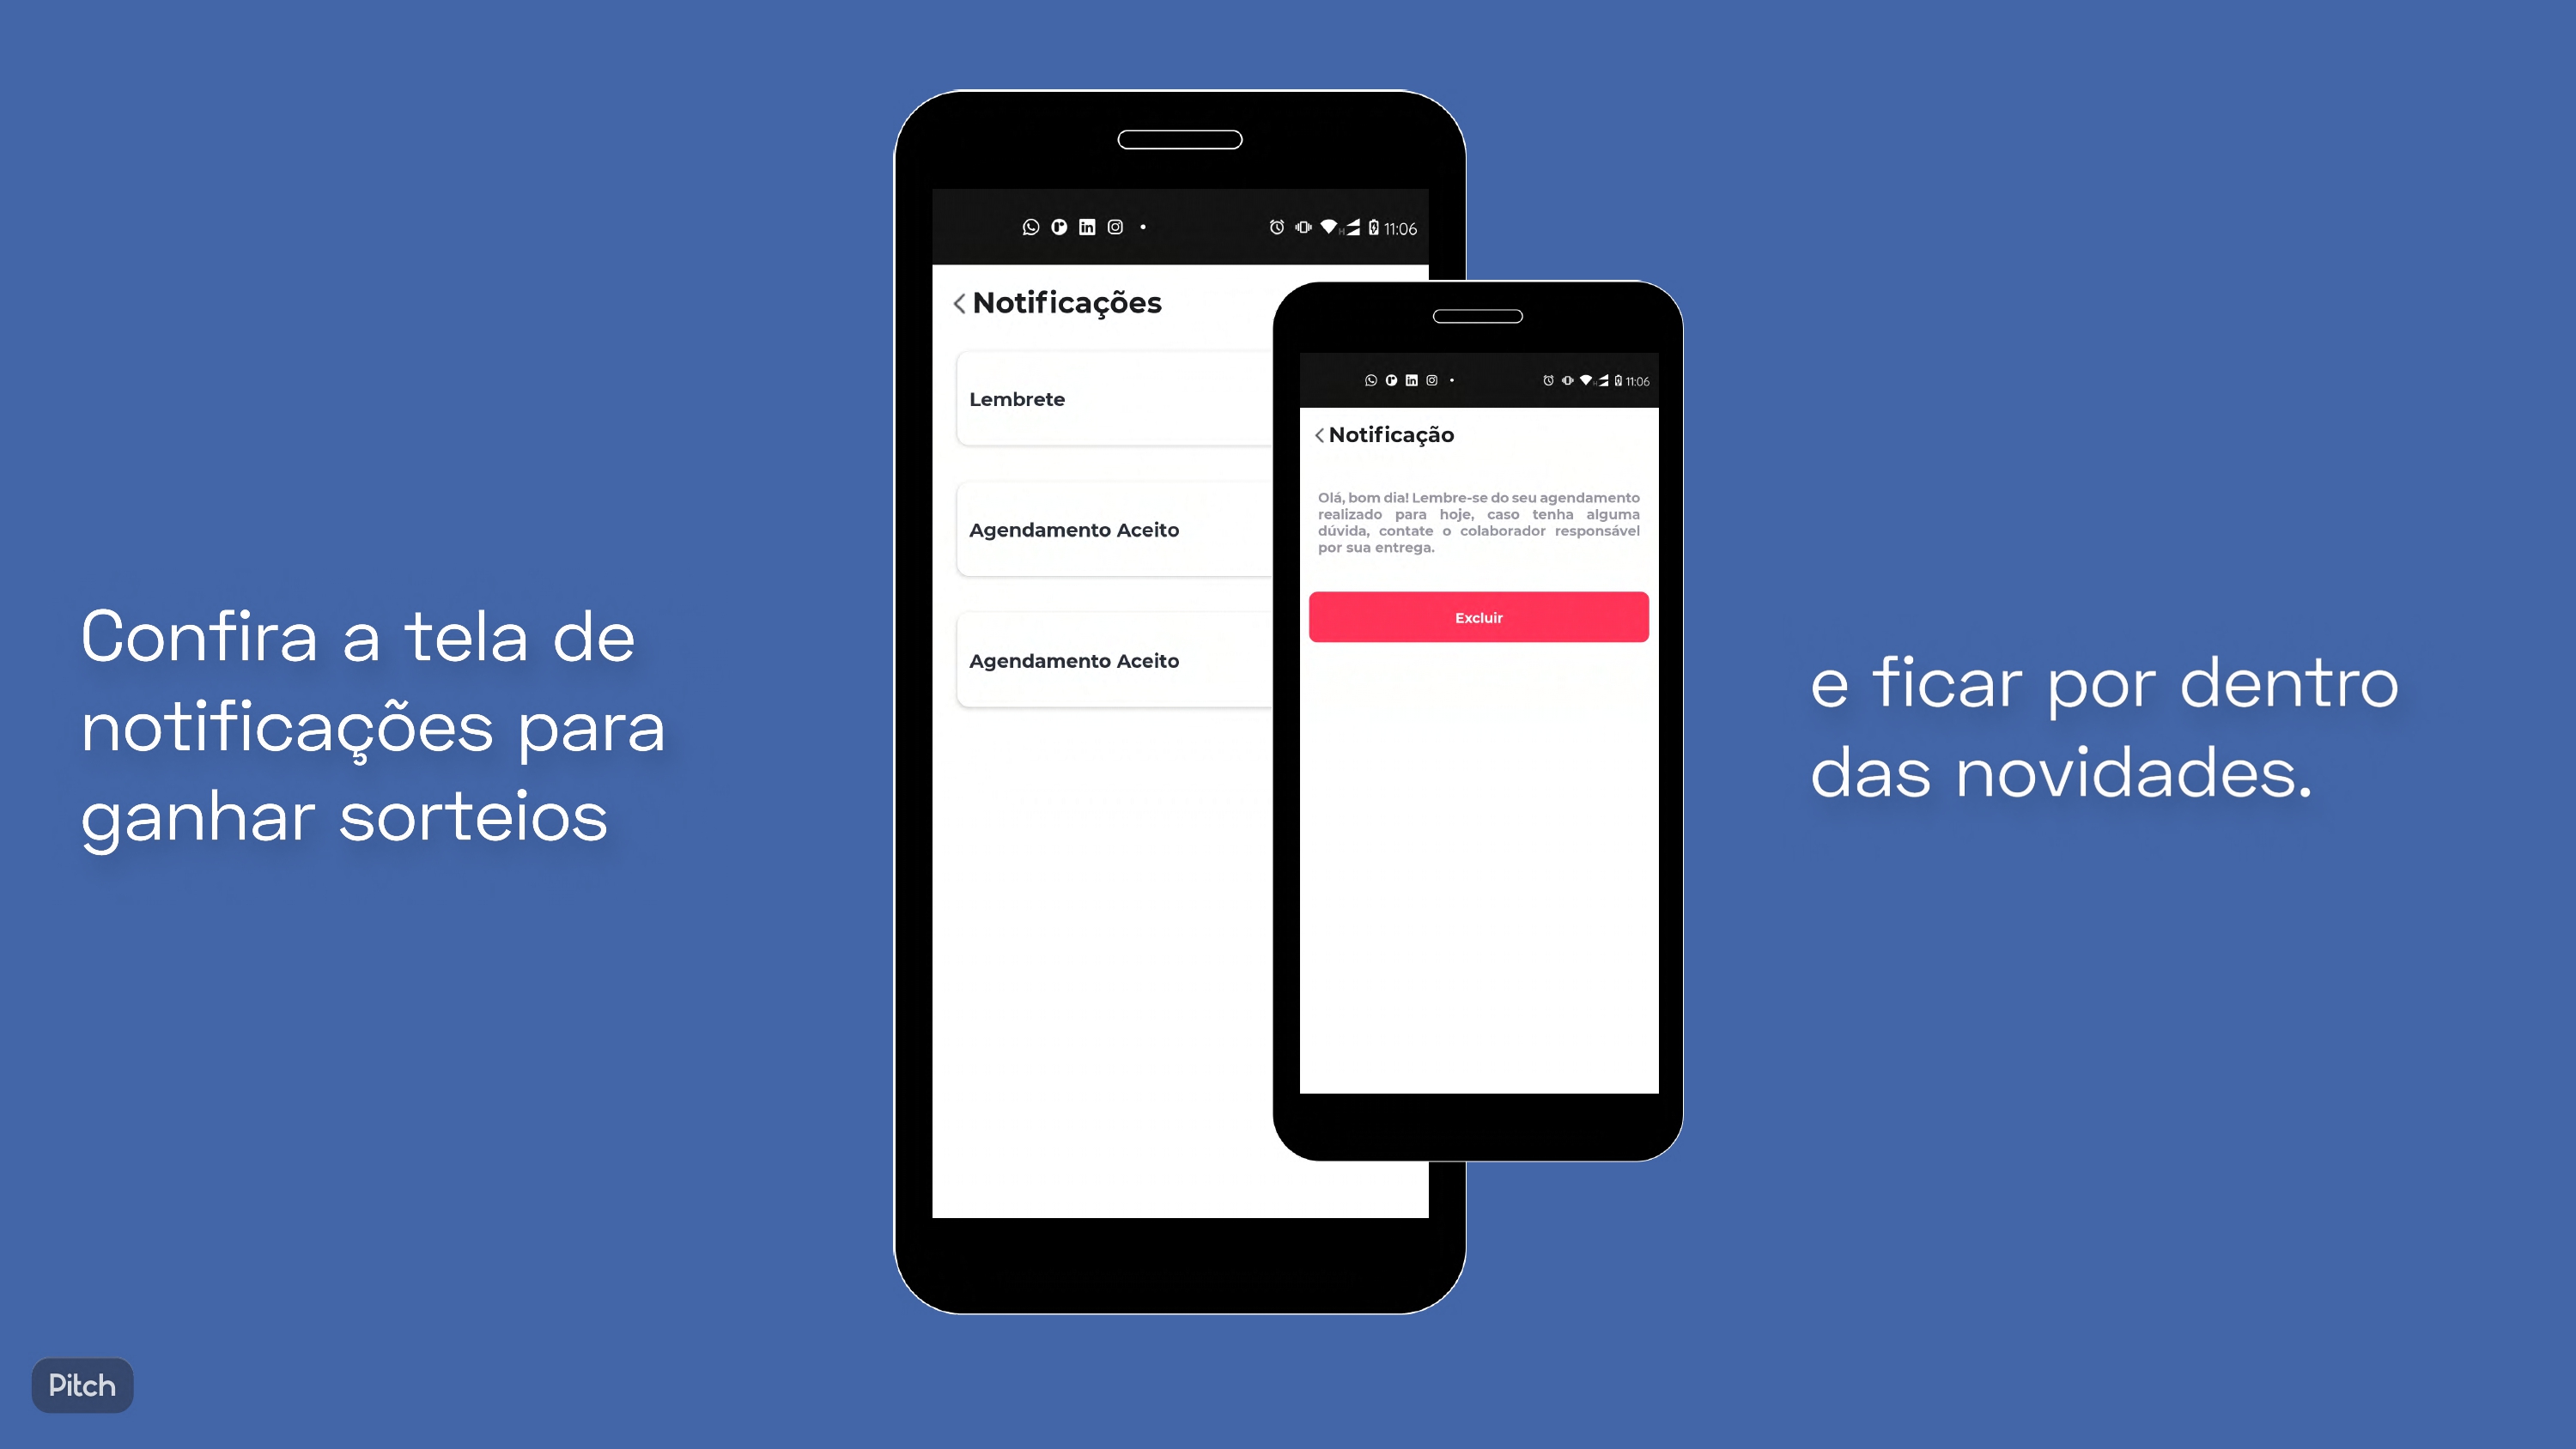 Confira a tela de
notificações para
ganhar sorteios
11:06
Notificações
Lembrete
Agendamento Aceito
Agendamento Aceito
11:06
Notificação
Olá, bom dia! Lembre-se do seu agendamento
realizado para hoje, caso tenha alguma
dúvida, contate o colaborador responsável
por sua entrega.
Excluir
e ficar por dentro
das novidades.
Pitch